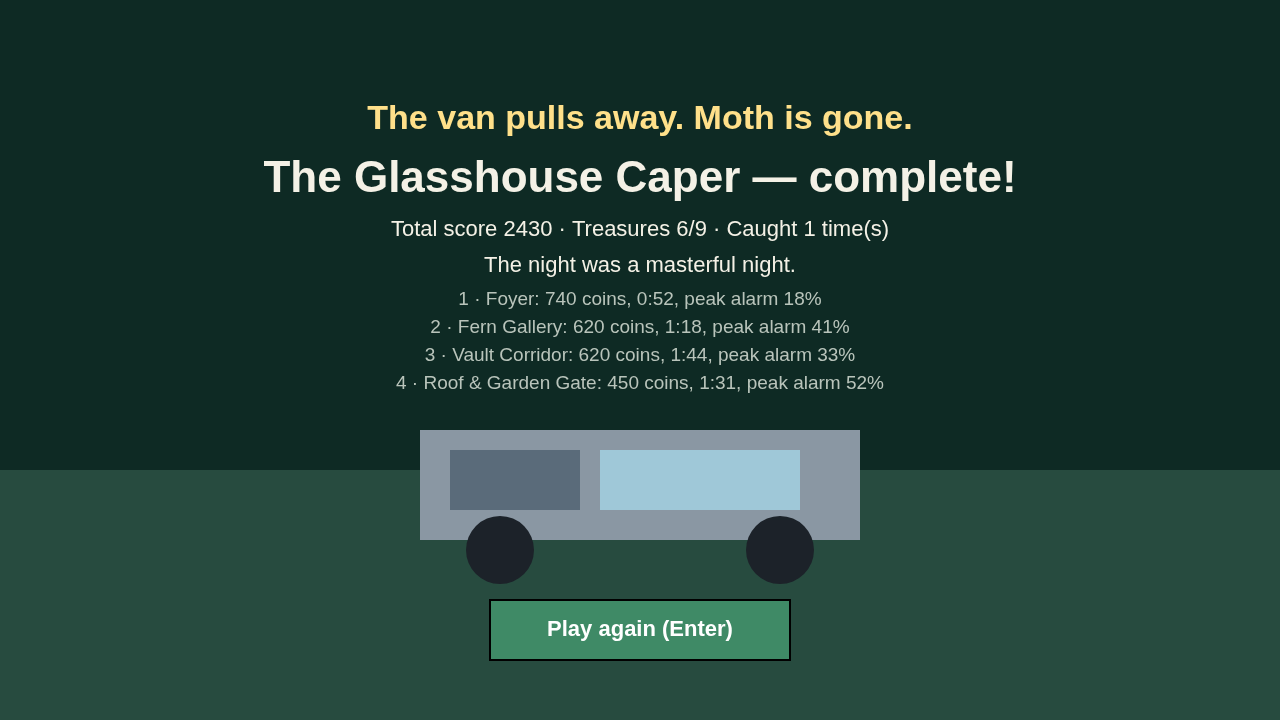 The van pulls away. Moth is gone.
The Glasshouse Caper — complete!
Total score 2430 · Treasures 6/9 · Caught 1 time(s)
The night was a masterful night.
1 · Foyer: 740 coins, 0:52, peak alarm 18%
2 · Fern Gallery: 620 coins, 1:18, peak alarm 41%
3 · Vault Corridor: 620 coins, 1:44, peak alarm 33%
4 · Roof & Garden Gate: 450 coins, 1:31, peak alarm 52%
Play again (Enter)